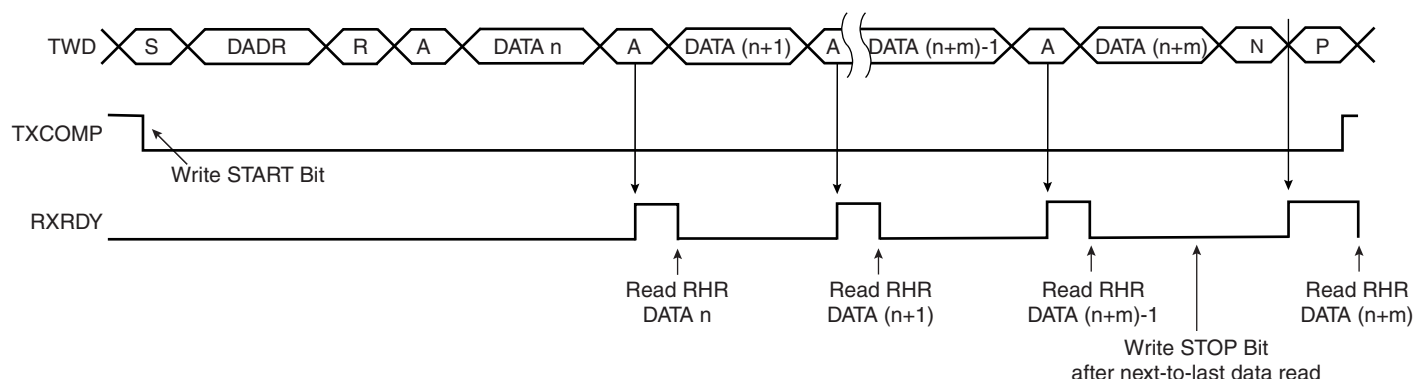 TWD S DADR R A DATA n A DATA (n+1) A DATA (n+m)-1 A DATA (n+m) N P
TXCOMP
Write START Bit
RXRDY
Read RHR Read RHR Read RHR Read RHR
DATA n DATA (n+1) DATA (n+m)-1 DATA (n+m)
Write STOP Bit
after next-to-last data read